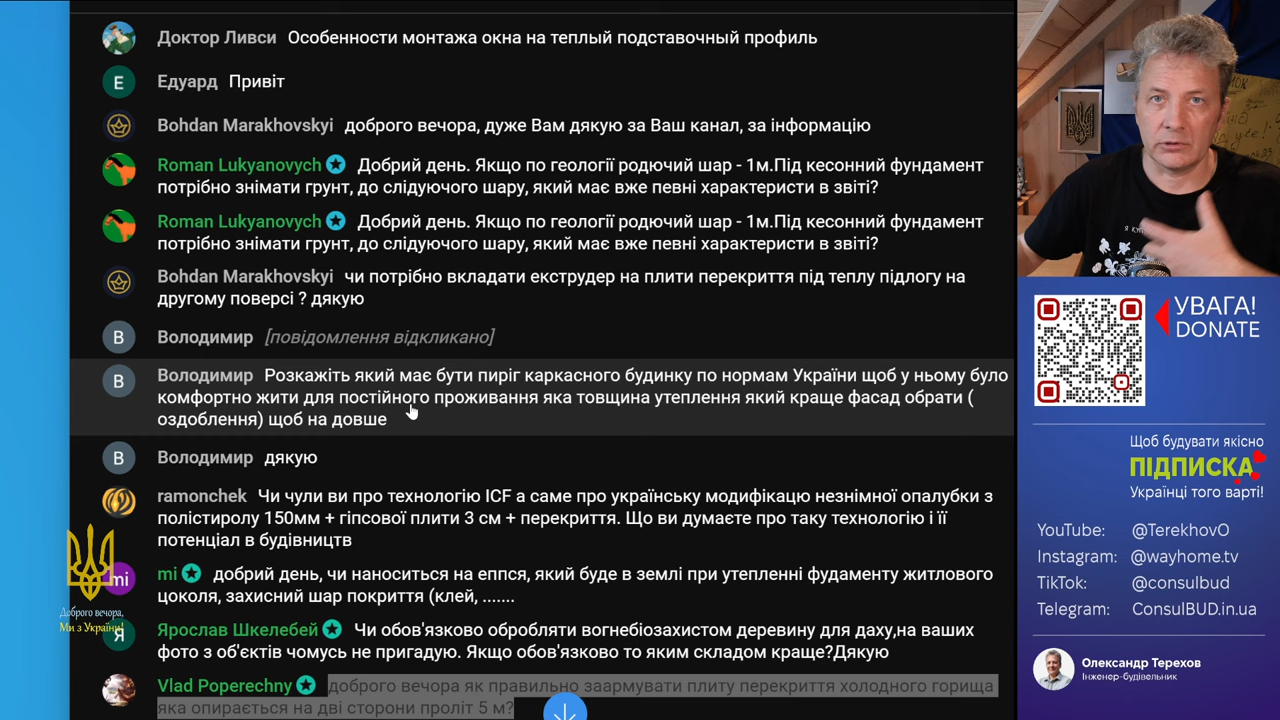 Доктор Ливси Особенности монтажа окна на теплый подставочный профиль
Е Едуард Привіт
Bohdan Marakhovskyi доброго вечора, дуже Вам дякую за Ваш канал, за інформацію
Roman Lukyanovych Добрий день. Якщо по геології родючий шар - 1м.Під кесонний фундамент
потрібно знімати грунт, до слідуючого шару, який має вже певні характеристи в звіті?
Roman Lukyanovych Добрий день. Якщо по геології родючий шар - 1м.Під кесонний фундамент
потрібно знімати грунт, до слідуючого шару, який має вже певні характеристи в звіті?
Bohdan Marakhovskyi чи потрібно вкладати екструдер на плити перекриття під теплу підлогу на
другому поверсі ? дякую
В Володимир [повідомлення відкликано]
В Володимир Розкажіть який має бути пиріг каркасного будинку по нормам України щоб у ньому було
комфортно жити для постійного проживання яка товщина утеплення який краще фасад обрати (
оздоблення) щоб на довше
В Володимир дякую
ramonchek Чи чули ви про технологію ICF а саме про українську модифікацю незнімної опалубки з
полістиролу 150мм + гіпсової плити 3 см + перекриття. Що ви думаєте про таку технологію і її
потенціал в будівництв
mi mi добрий день, чи наноситься на еппся, який буде в землі при утепленні фудаменту житлового
цоколя, захисний шар покриття (клей, .......
Я Ярослав Шкелебей Чи обов'язково обробляти вогнебіозахистом деревину для даху,на ваших
фото з об'єктів чомусь не пригадую. Якщо обов'язково то яким складом краще?Дякую
Vlad Poperechny доброго вечора як правильно заармувати плиту перекриття холодного горища
яка опирається на дві сторони проліт 5 м?
Доброго вечора,
Ми з України!
УВАГА!
DONATE
Щоб будувати якісно
ПІДПИСКА
Українці того варті!
YouTube: @TerekhovO
Instagram: @wayhome.tv
TikTok: @consulbud
Telegram: ConsulBUD.in.ua
Олександр Терехов
Інженер-будівельник